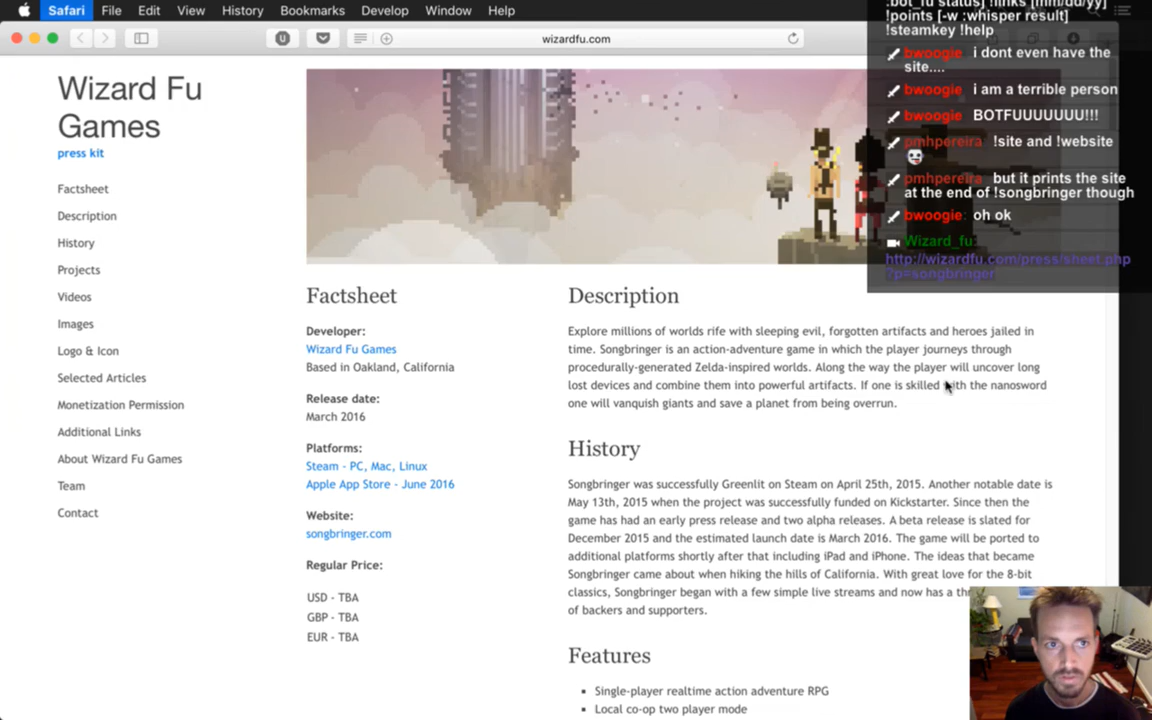 Safari File Edit View History Bookmarks Develop Window Help
wizardfu.com
:bot_fu status] !links [mm/dd/yy]
!points [-w :whisper result]
!steamkey !help
bwoogie i dont even have the
site....
bwoogie i am a terrible person
bwoogie BOTFUUUUUUU!!!
pmhpereira !site and !website
pmhpereira but it prints the site
at the end of !songbringer though
bwoogie: oh ok
Wizard_fu:
http://wizardfu.com/press/sheet.php
?p=songbringer
Wizard Fu
Games
press kit
Factsheet
Description
History
Projects
Videos
Images
Logo & Icon
Selected Articles
Monetization Permission
Additional Links
About Wizard Fu Games
Team
Contact
Factsheet
Developer:
Wizard Fu Games
Based in Oakland, California
Release date:
March 2016
Platforms:
Steam - PC, Mac, Linux
Apple App Store - June 2016
Website:
songbringer.com
Regular Price:
USD - TBA
GBP - TBA
EUR - TBA
Description
Explore millions of worlds rife with sleeping evil, forgotten artifacts and heroes jailed in
time. Songbringer is an action-adventure game in which the player journeys through
procedurally-generated Zelda-inspired worlds. Along the way the player will uncover long
lost devices and combine them into powerful artifacts. If one is skilled with the nanosword
one will vanquish giants and save a planet from being overrun.
History
Songbringer was successfully Greenlit on Steam on April 25th, 2015. Another notable date is
May 13th, 2015 when the project was successfully funded on Kickstarter. Since then the
game has had an early press release and two alpha releases. A beta release is slated for
December 2015 and the estimated launch date is March 2016. The game will be ported to
additional platforms shortly after that including iPad and iPhone. The ideas that became
Songbringer came about when hiking the hills of California. With great love for the 8-bit
classics, Songbringer began with a few simple live streams and now has a
of backers and supporters.
Features
Single-player realtime action adventure RPG
Local co-op two player mode